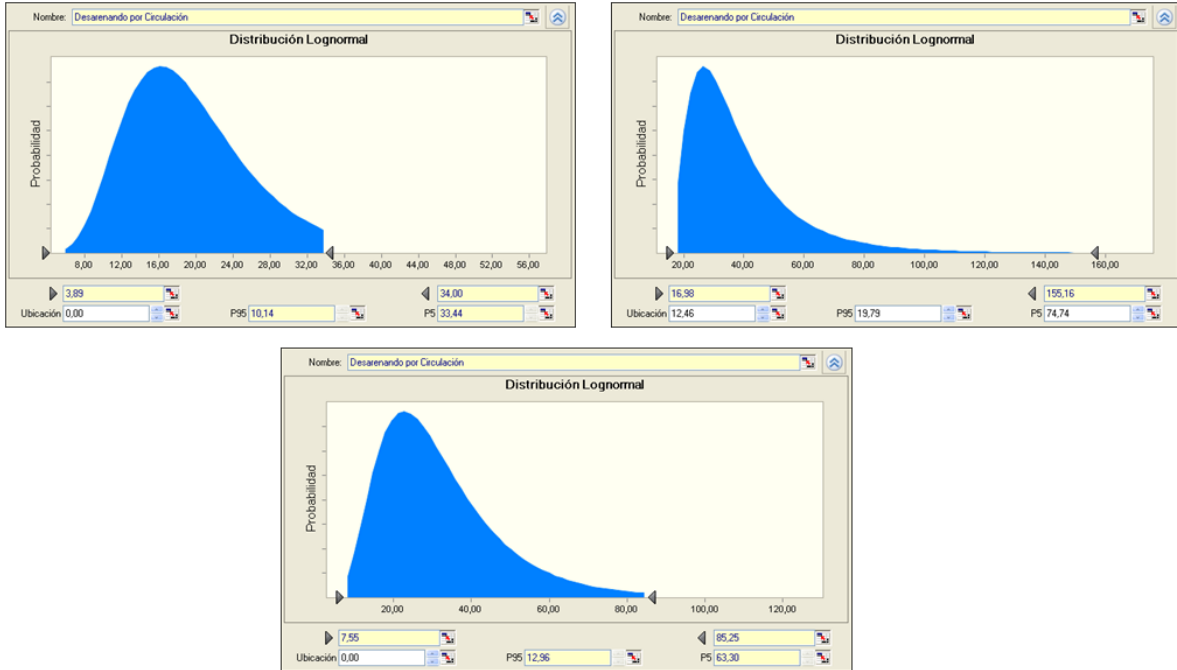 Nombre: Desarenando por Circulación
Distribución Lognormal
Probabilidad
8,00 12,00 16,00 20,00 24,00 28,00 32,00 36,00 40,00 44,00 48,00 52,00 56,00
3,89 34,00
Ubicación 0,00 P95 10,14 P5 33,44
Nombre: Desarenando por Circulación
Distribución Lognormal
Probabilidad
20,00 40,00 60,00 80,00 100,00 120,00 140,00 160,00
16,98 155,16
Ubicación 12,46 P95 19,79 P5 74,74
Nombre: Desarenando por Circulación
Distribución Lognormal
Probabilidad
20,00 40,00 60,00 80,00 100,00 120,00
7,55 85,25
Ubicación 0,00 P95 12,96 P5 63,30